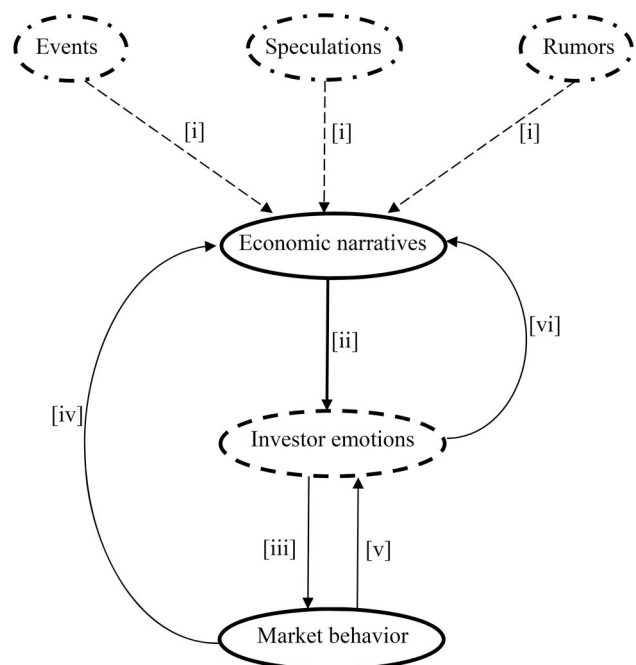 Events
Speculations
Rumors
[i]
[i]
[i]
Economic narratives
[ii]
[vi]
[iv]
Investor emotions
[iii]
[v]
Market behavior